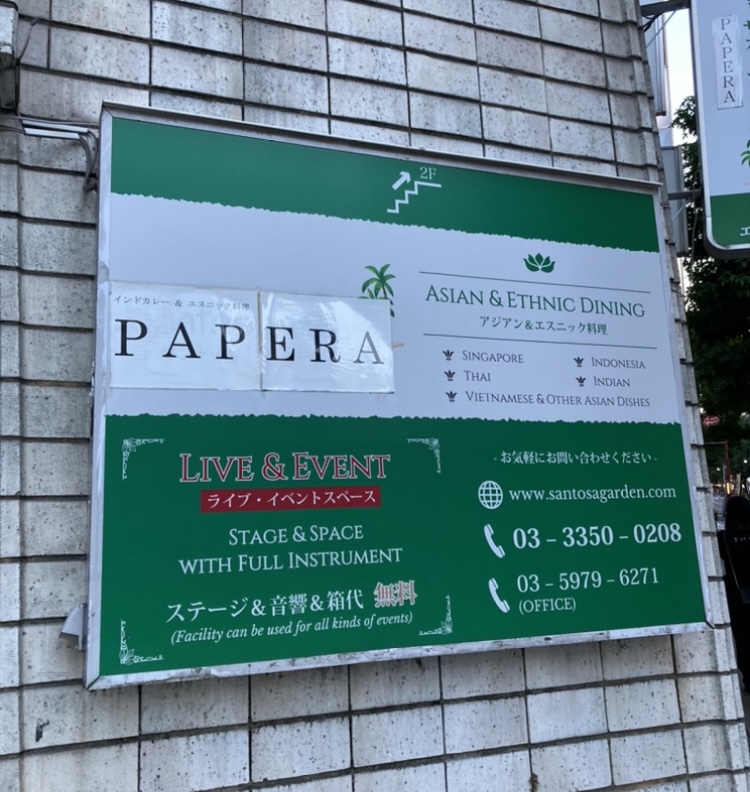 2F
インドカレー & エスニック料理
PAPERA
ASIAN & ETHNIC DINING
アジアン&エスニック料理
SINGAPORE
INDONESIA
THAI
INDIAN
VIETNAMESE & OTHER ASIAN DISHES
LIVE & EVENT
ライブ・イベントスペース
STAGE & SPACE
WITH FULL INSTRUMENT
ステージ&音響&箱代 無料
(Facility can be used for all kinds of events)
- お気軽にお問い合わせください -
www.santosagarden.com
03 - 3350 - 0208
03 - 5979 - 6271
(OFFICE)
PAPERA
エ